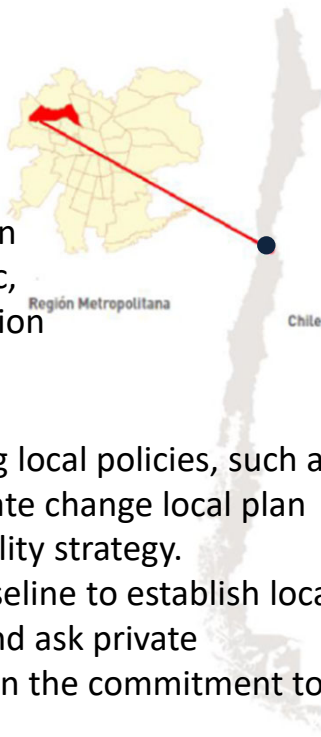 n
c,
Región Metropolitana
ion
Chile
g local policies, such a
ate change local plan
lity strategy.
seline to establish loca
nd ask private
n the commitment to